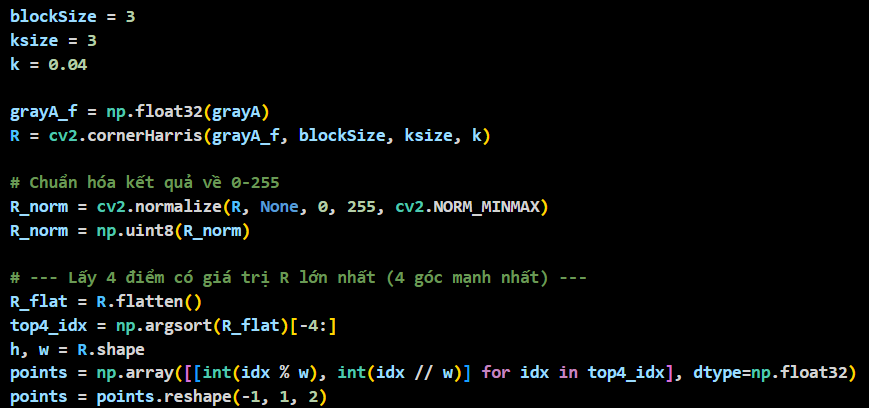 blockSize = 3
ksize = 3
k = 0.04
grayA_f = np.float32(grayA)
R = cv2.cornerHarris(grayA_f, blockSize, ksize, k)
# Chuẩn hóa kết quả về 0-255
R_norm = cv2.normalize(R, None, 0, 255, cv2.NORM_MINMAX)
R_norm = np.uint8(R_norm)
# --- Lấy 4 điểm có giá trị R lớn nhất (4 góc mạnh nhất) ---
R_flat = R.flatten()
top4_idx = np.argsort(R_flat)[-4:]
h, w = R.shape
points = np.array([[int(idx % w), int(idx // w)] for idx in top4_idx], dtype=np.float32)
points = points.reshape(-1, 1, 2)